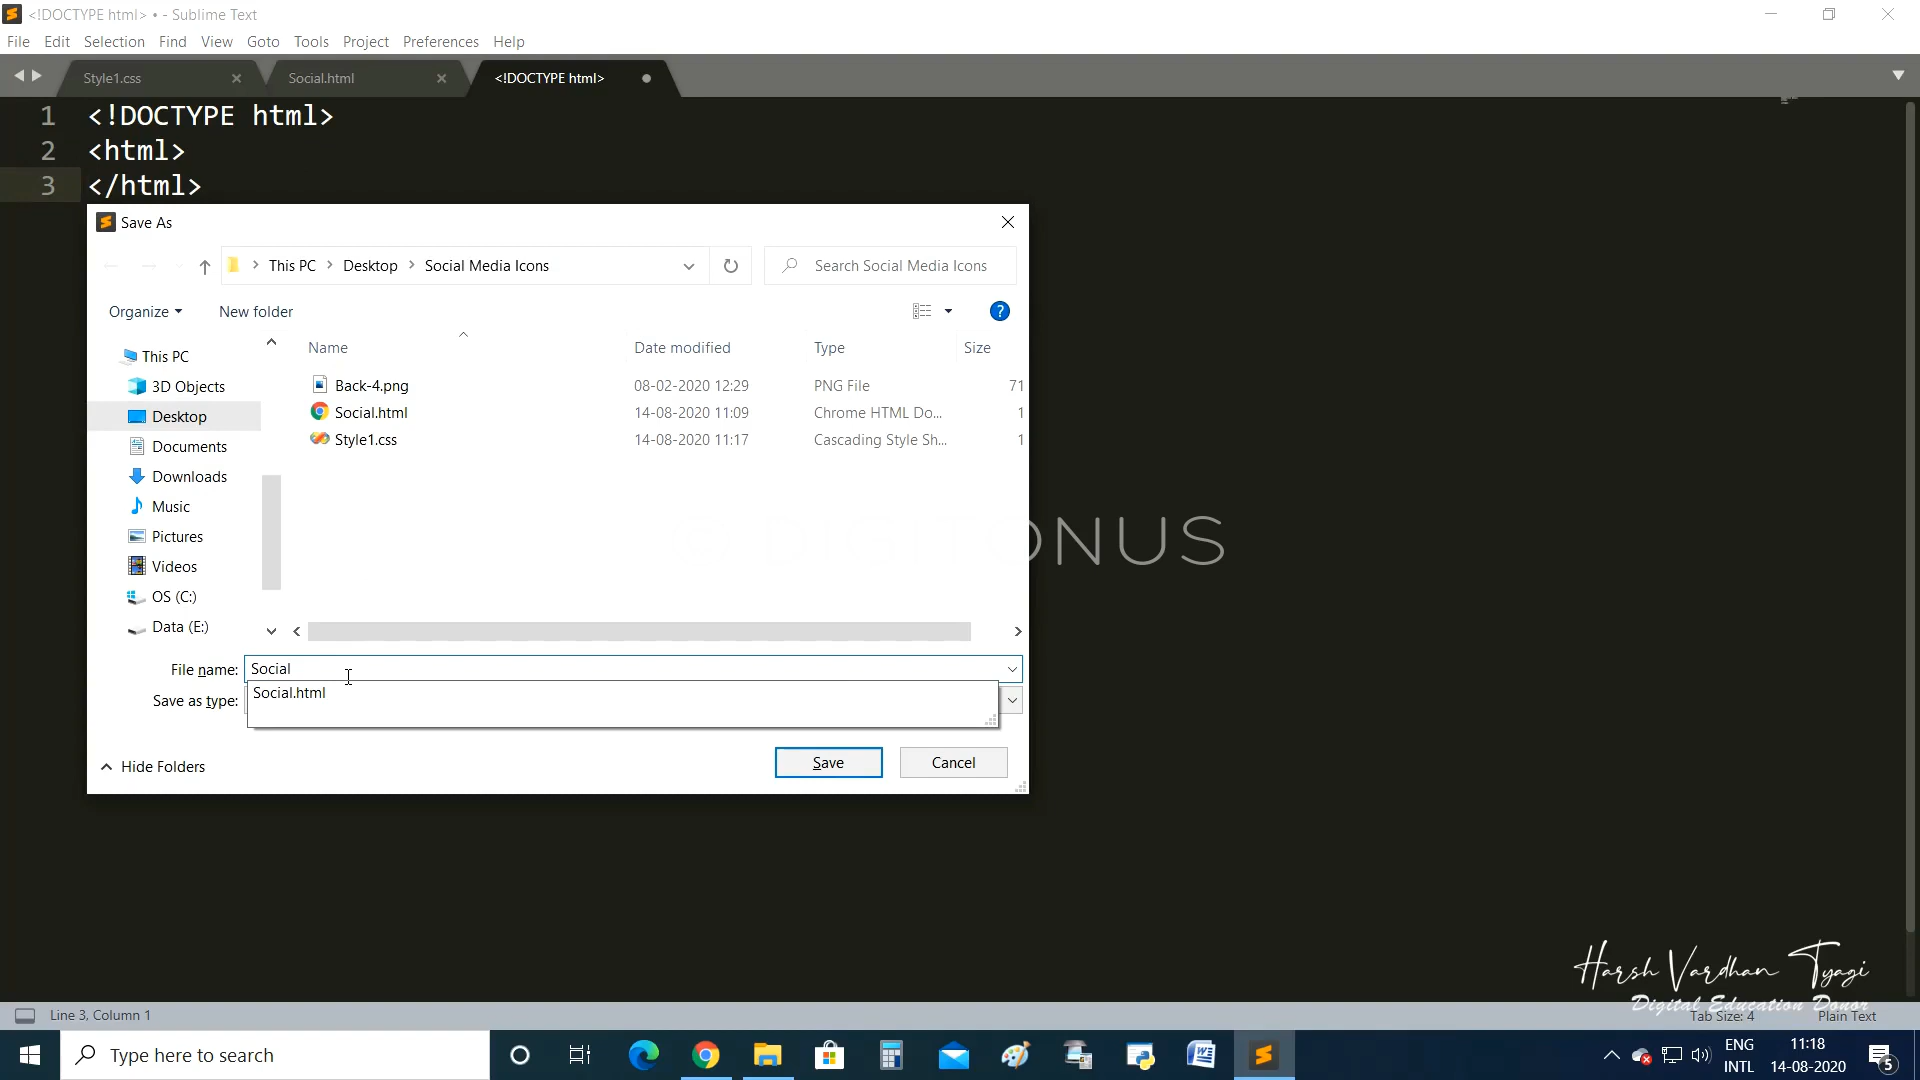 <!DOCTYPE html> • - Sublime Text
File Edit Selection Find View Goto Tools Project Preferences Help
Style1.css Social.html <!DOCTYPE html>
1 <!DOCTYPE html>
2 <html>
3 </html>
Save As
This PC > Desktop > Social Media Icons
Search Social Media Icons
Organize New folder
Name Date modified Type Size
This PC
3D Objects
Desktop
Documents
Downloads
Music
Pictures
Videos
OS (C:)
Data (E:)
Back-4.png 08-02-2020 12:29 PNG File 71
Social.html 14-08-2020 11:09 Chrome HTML Do... 1
Style1.css 14-08-2020 11:17 Cascading Style Sh... 1
ONUS
File name: Social
Social.html
Save as type:
Hide Folders
Save Cancel
Harsh Vardhan Tyagi
Digital Education Donor
Line 3, Column 1
Tab Size: 4 Plain Text
Type here to search
ENG
INTL
11:18
14-08-2020
5